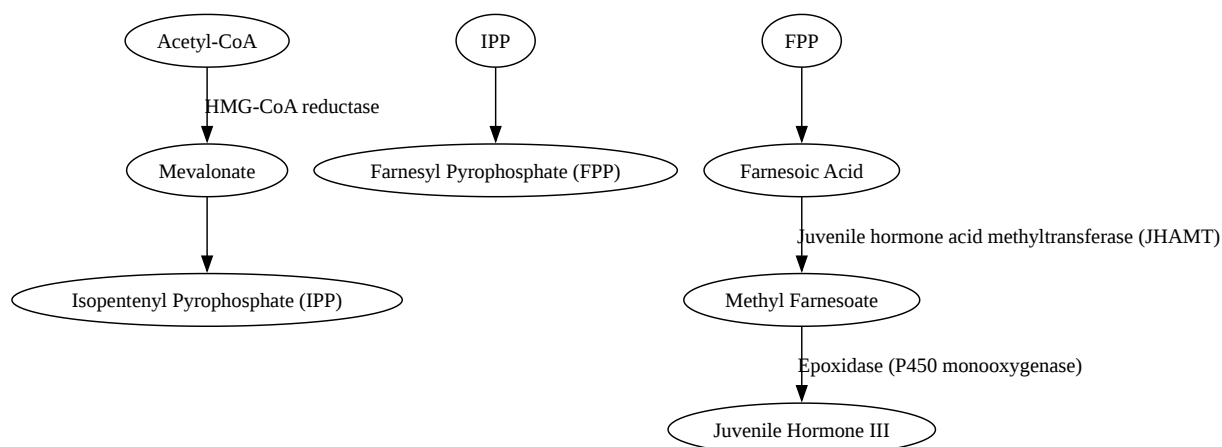 Acetyl-CoA
IPP
FPP
HMG-CoA reductase
Mevalonate
Farnesyl Pyrophosphate (FPP)
Farnesoic Acid
Juvenile hormone acid methyltransferase (JHAMT)
Isopentenyl Pyrophosphate (IPP)
Methyl Farnesoate
Epoxidase (P450 monooxygenase)
Juvenile Hormone III